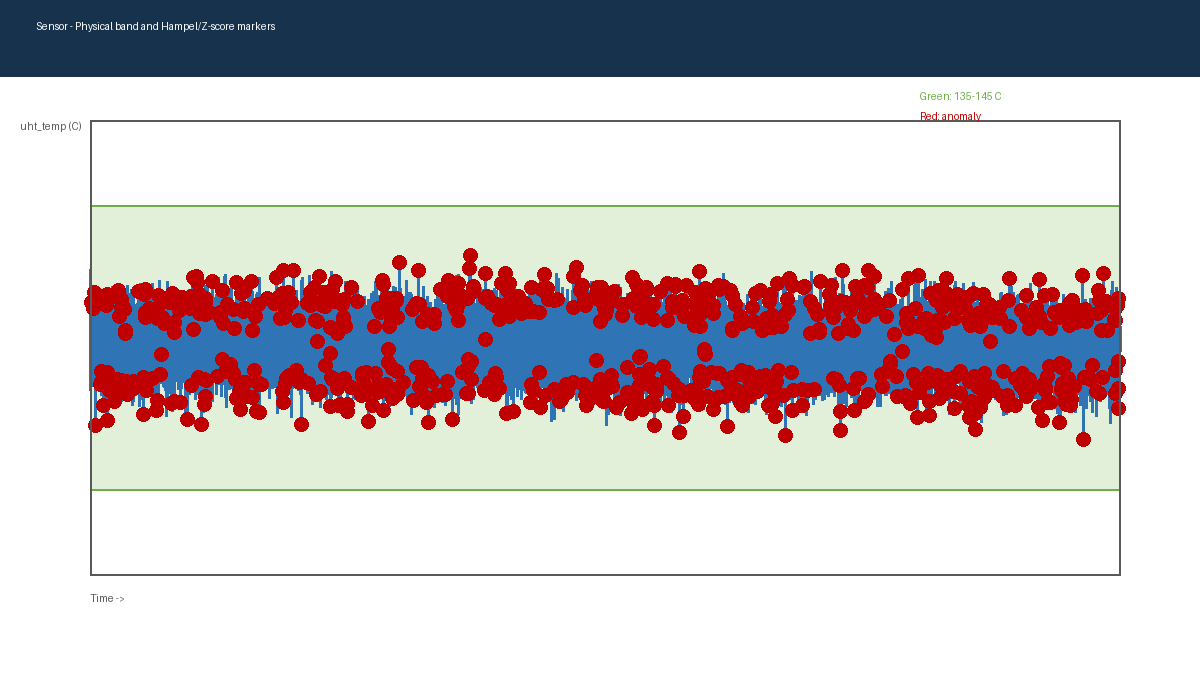 Sensor - Physical band and Hampel/Z-score markers
Green: 135-145 C
Red: anomaly
uht_temp (C)
Time ->